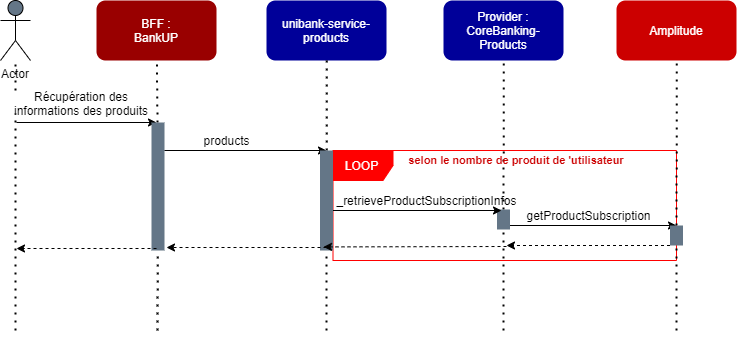 BFF :
BankUP
unibank-service-
products
Provider :
CoreBanking-
Products
Amplitude
Actor
Récupération des
informations des produits
products
LOOP
selon le nombre de produit de 'utilisateur
_retrieveProductSubscriptionInfos
getProductSubscription